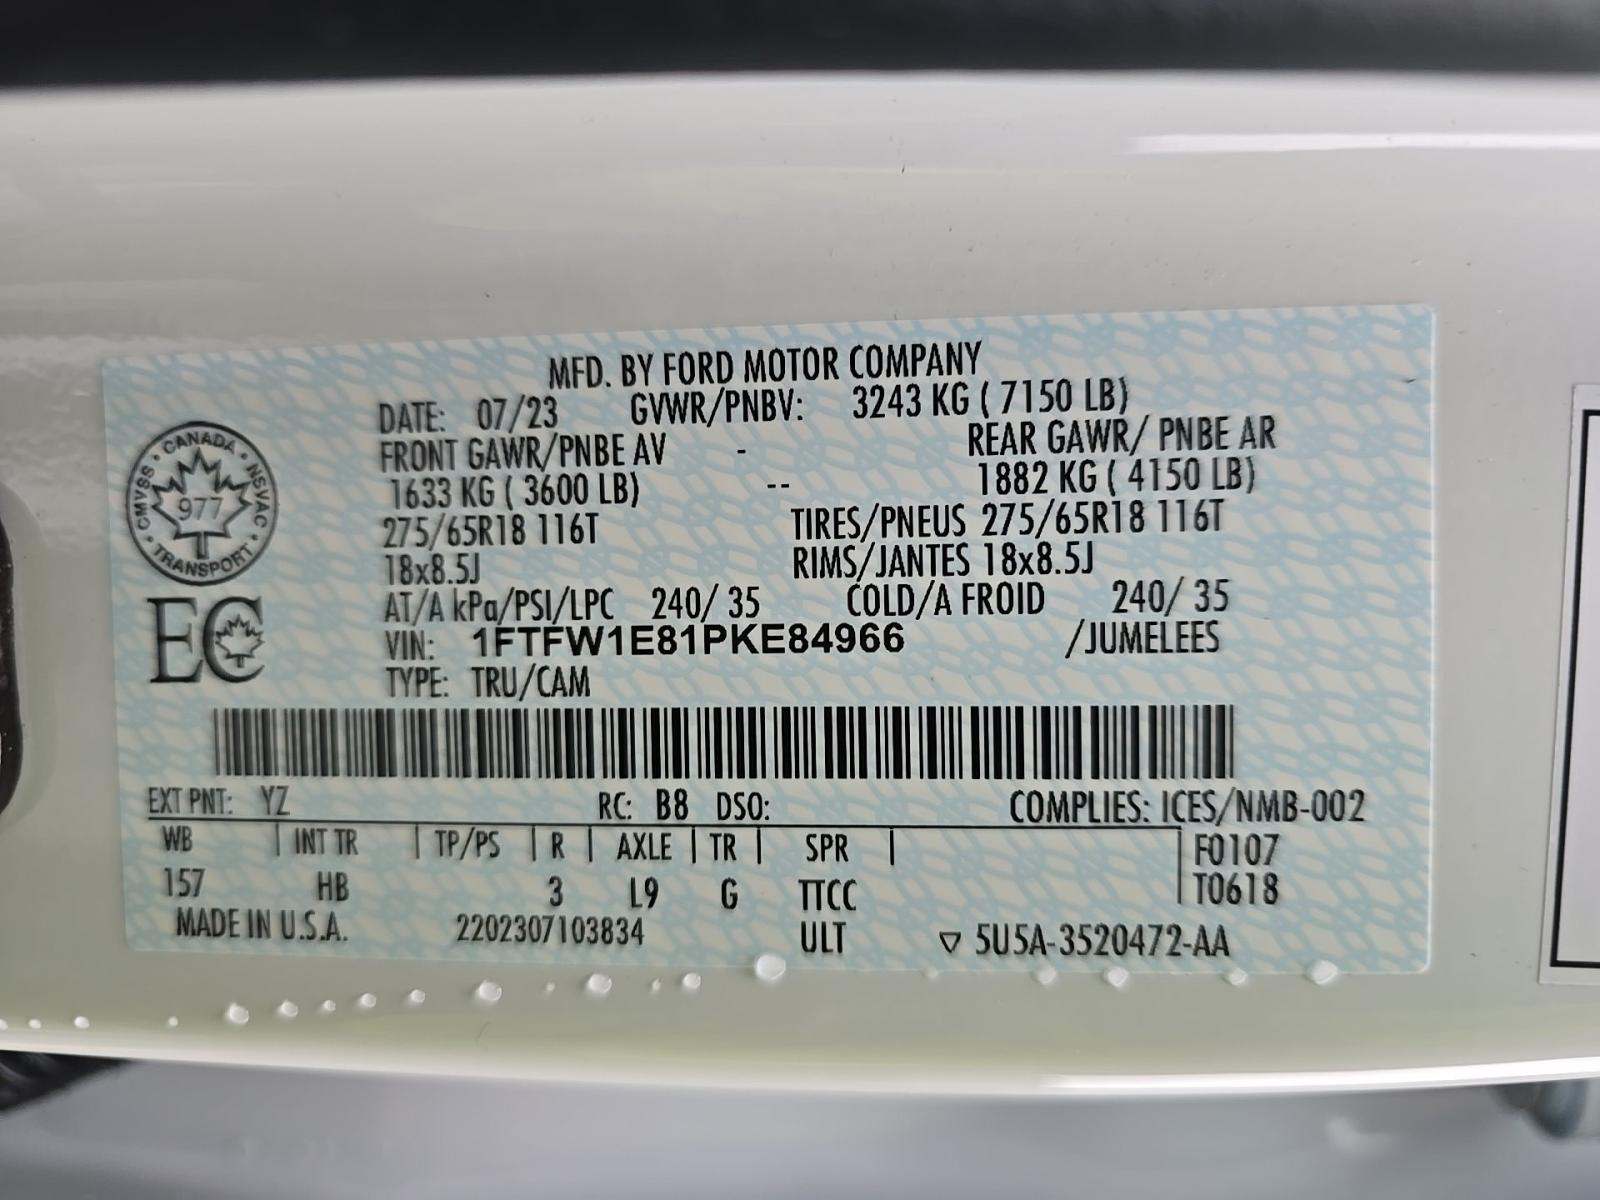 MFD. BY FORD MOTOR COMPANY
DATE: 07/23 GVWR/PNBV: 3243 KG ( 7150 LB)
FRONT GAWR/PNBE AV - REAR GAWR/ PNBE AR
1633 KG ( 3600 LB) -- 1882 KG ( 4150 LB)
275/65R18 116T TIRES/PNEUS 275/65R18 116T
18x8.5J RIMS/JANTES 18x8.5J
AT/A kPa/PSI/LPC 240/ 35 COLD/A FROID 240/ 35
VIN: 1FTFW1E81PKE84966 /JUMELEES
TYPE: TRU/CAM
CMVSS • CANADA • NSVAC • TRANSPORT •
977
EC
EXT PNT: YZ RC: B8 DSO: COMPLIES: ICES/NMB-002
WB | INT TR | TP/PS | R | AXLE | TR | SPR | F0107
157 HB 3 L9 G TTCC T0618
MADE IN U.S.A. 2202307103834 ULT ▽ 5U5A-3520472-AA